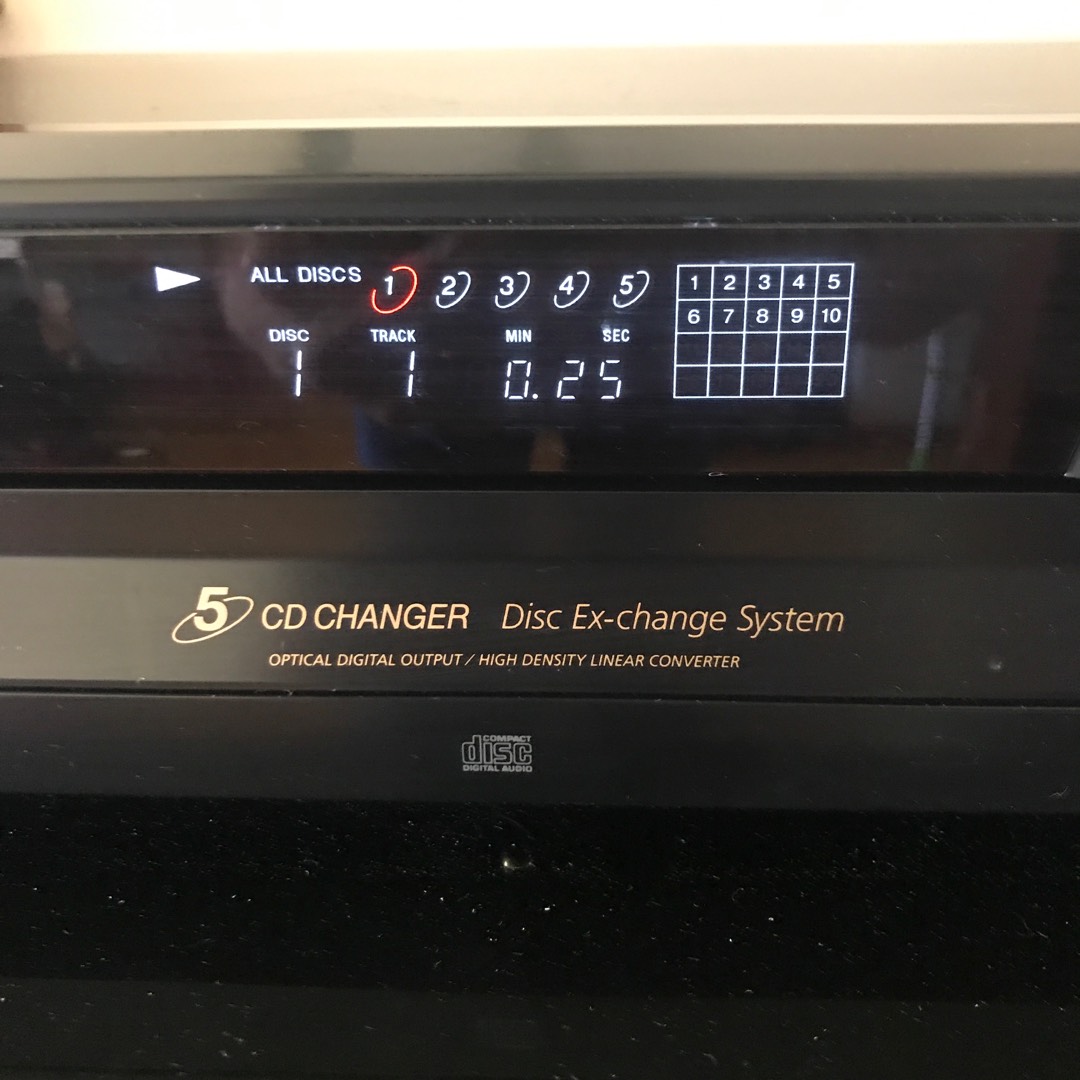 ALL DISCS 1 2 3 4 5
DISC TRACK MIN SEC
1 1 0.25
1 2 3 4 5
6 7 8 9 10
5 CD CHANGER Disc Ex-change System
OPTICAL DIGITAL OUTPUT / HIGH DENSITY LINEAR CONVERTER
COMPACT
disc
DIGITAL AUDIO